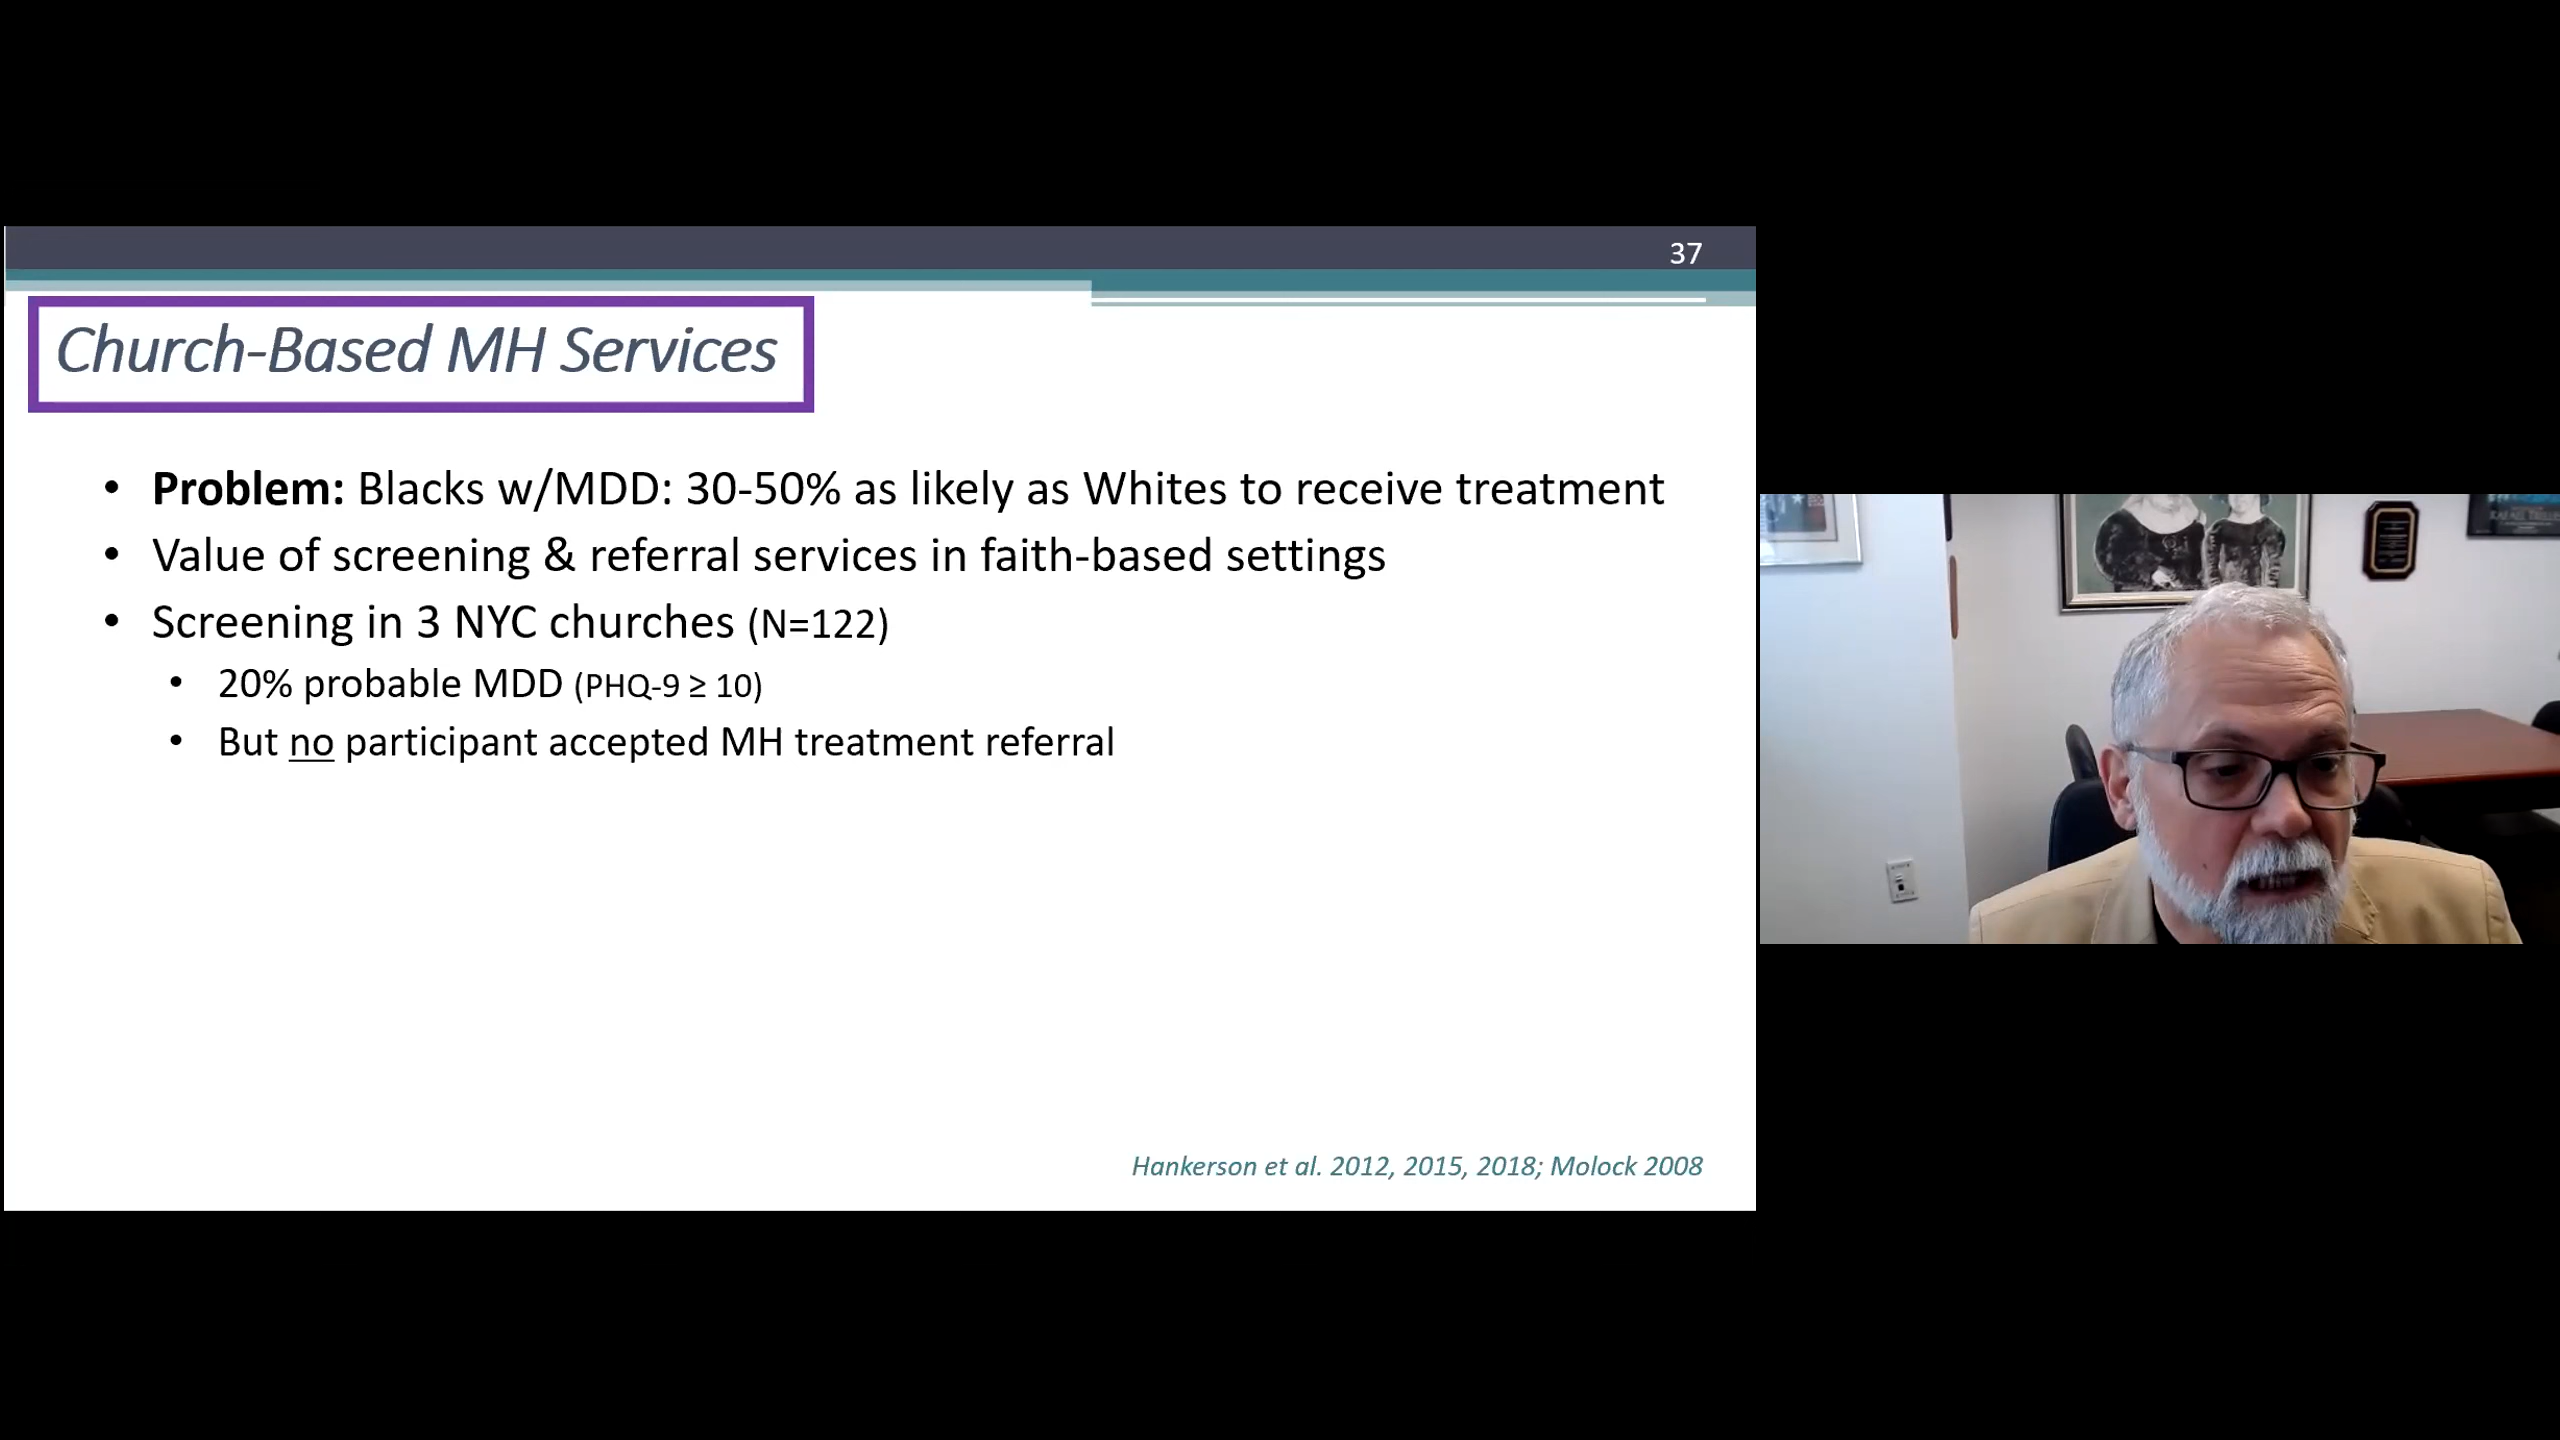 37
Church-Based MH Services
• Problem: Blacks w/MDD: 30-50% as likely as Whites to receive treatment
• Value of screening & referral services in faith-based settings
• Screening in 3 NYC churches (N=122)
• 20% probable MDD (PHQ-9 ≥ 10)
• But no participant accepted MH treatment referral
Hankerson et al. 2012, 2015, 2018; Molock 2008